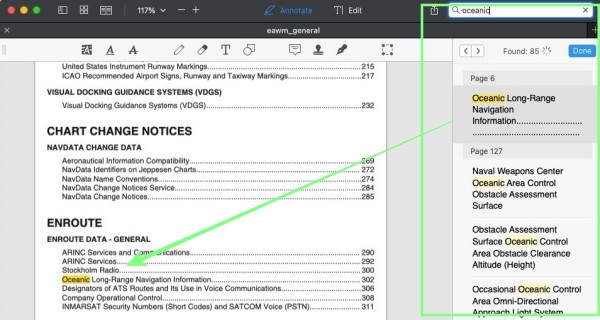 117%
Annotate
Edit
oceanic
eawm_general
Found: 85
Done
United States Instrument Runway Markings 215
ICAO Recommended Airport Signs, Runway and Taxiway Markings 217
VISUAL DOCKING GUIDANCE SYSTEMS (VDGS)
Visual Docking Guidance Systems (VDGS) 232
CHART CHANGE NOTICES
NAVDATA CHANGE DATA
Aeronautical Information Compatibility 269
NavData Identifiers on Jeppesen Charts 272
NavData Name Conventions 274
NavData Change Notices Service 284
NavData Change Notices 285
ENROUTE
ENROUTE DATA - GENERAL
ARINC Services and Communications 290
ARINC Services 292
Stockholm Radio 300
Oceanic Long-Range Navigation Information 302
Designators of ATS Routes and Its Use in Voice Communications 306
Company Operational Control 308
INMARSAT Security Numbers (Short Codes) and SATCOM Voice (PSTN) 311
Page 6
Oceanic Long-Range
Navigation
Information...........................
...........................................
Page 127
Naval Weapons Center
Oceanic Area Control
Obstacle Assessment
Surface
Obstacle Assessment
Surface Oceanic Control
Area Obstacle Clearance
Altitude (Height)
Occasional Oceanic Control
Area Omni-Directional
Approach Light System